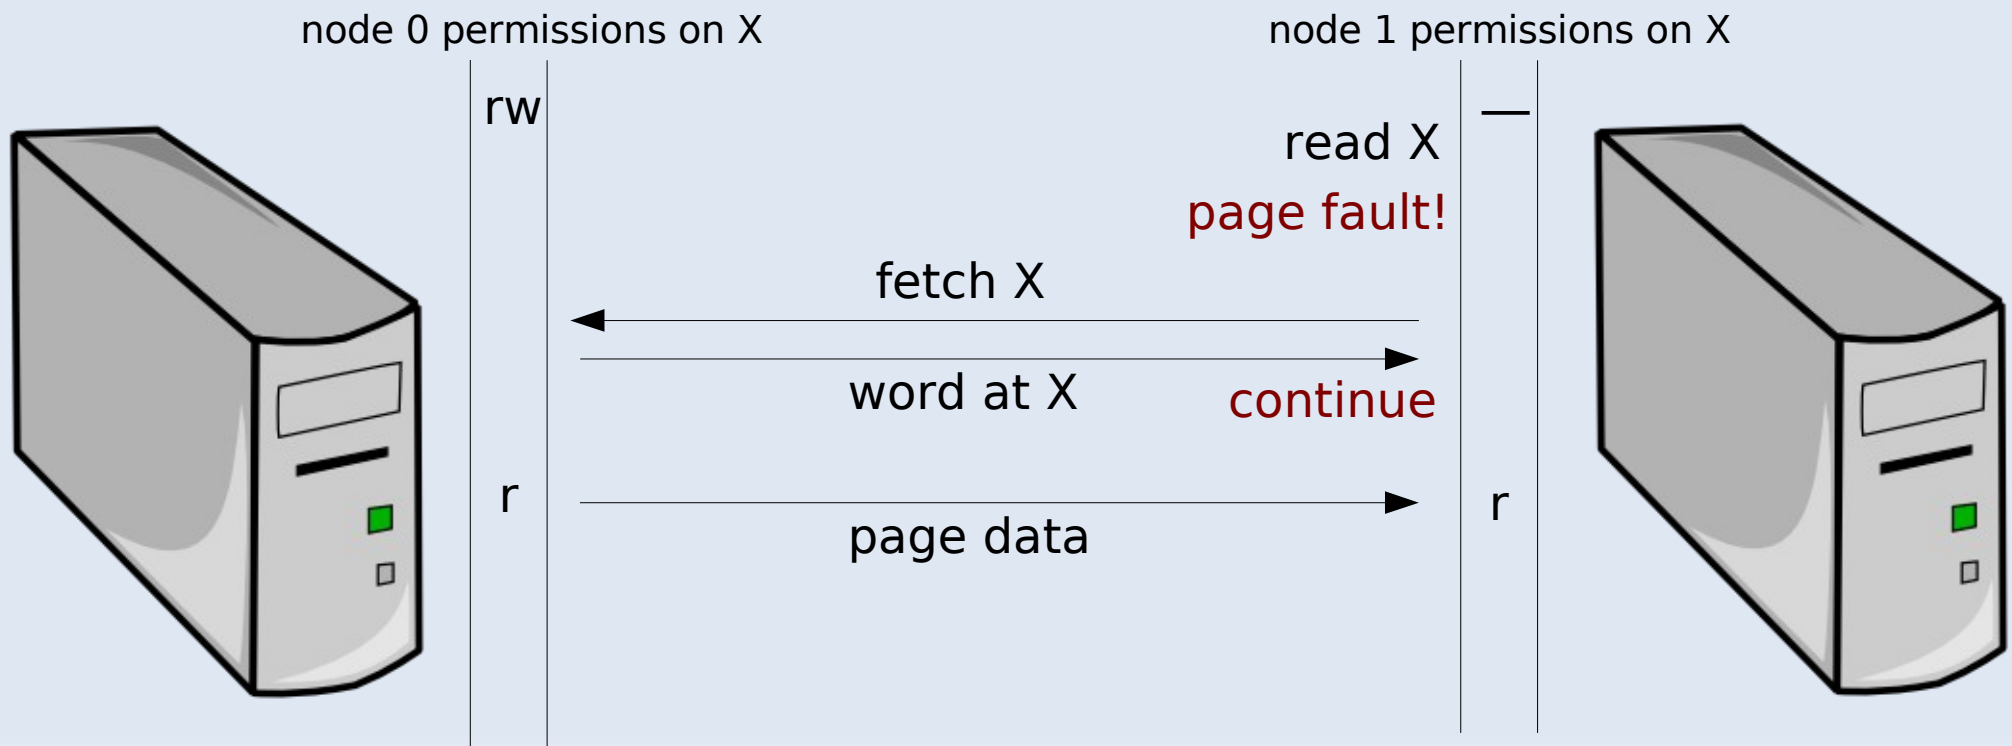 node 0 permissions on X
node 1 permissions on X
rw
—
read X
page fault!
fetch X
word at X
continue
r
r
page data